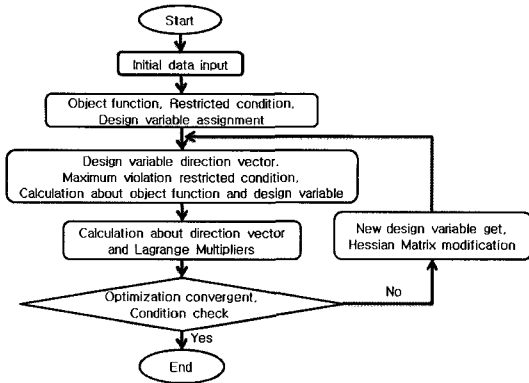 Start
Initial data input
Object function, Restricted condition,
Design variable assignment
Design variable direction vector.
Maximum violation restricted condition,
Calculation about object function and design variable
Calculation about direction vector
and Lagrange Multipliers
New design variable get,
Hessian Matrix modification
Optimization convergent,
Condition check
No
Yes
End